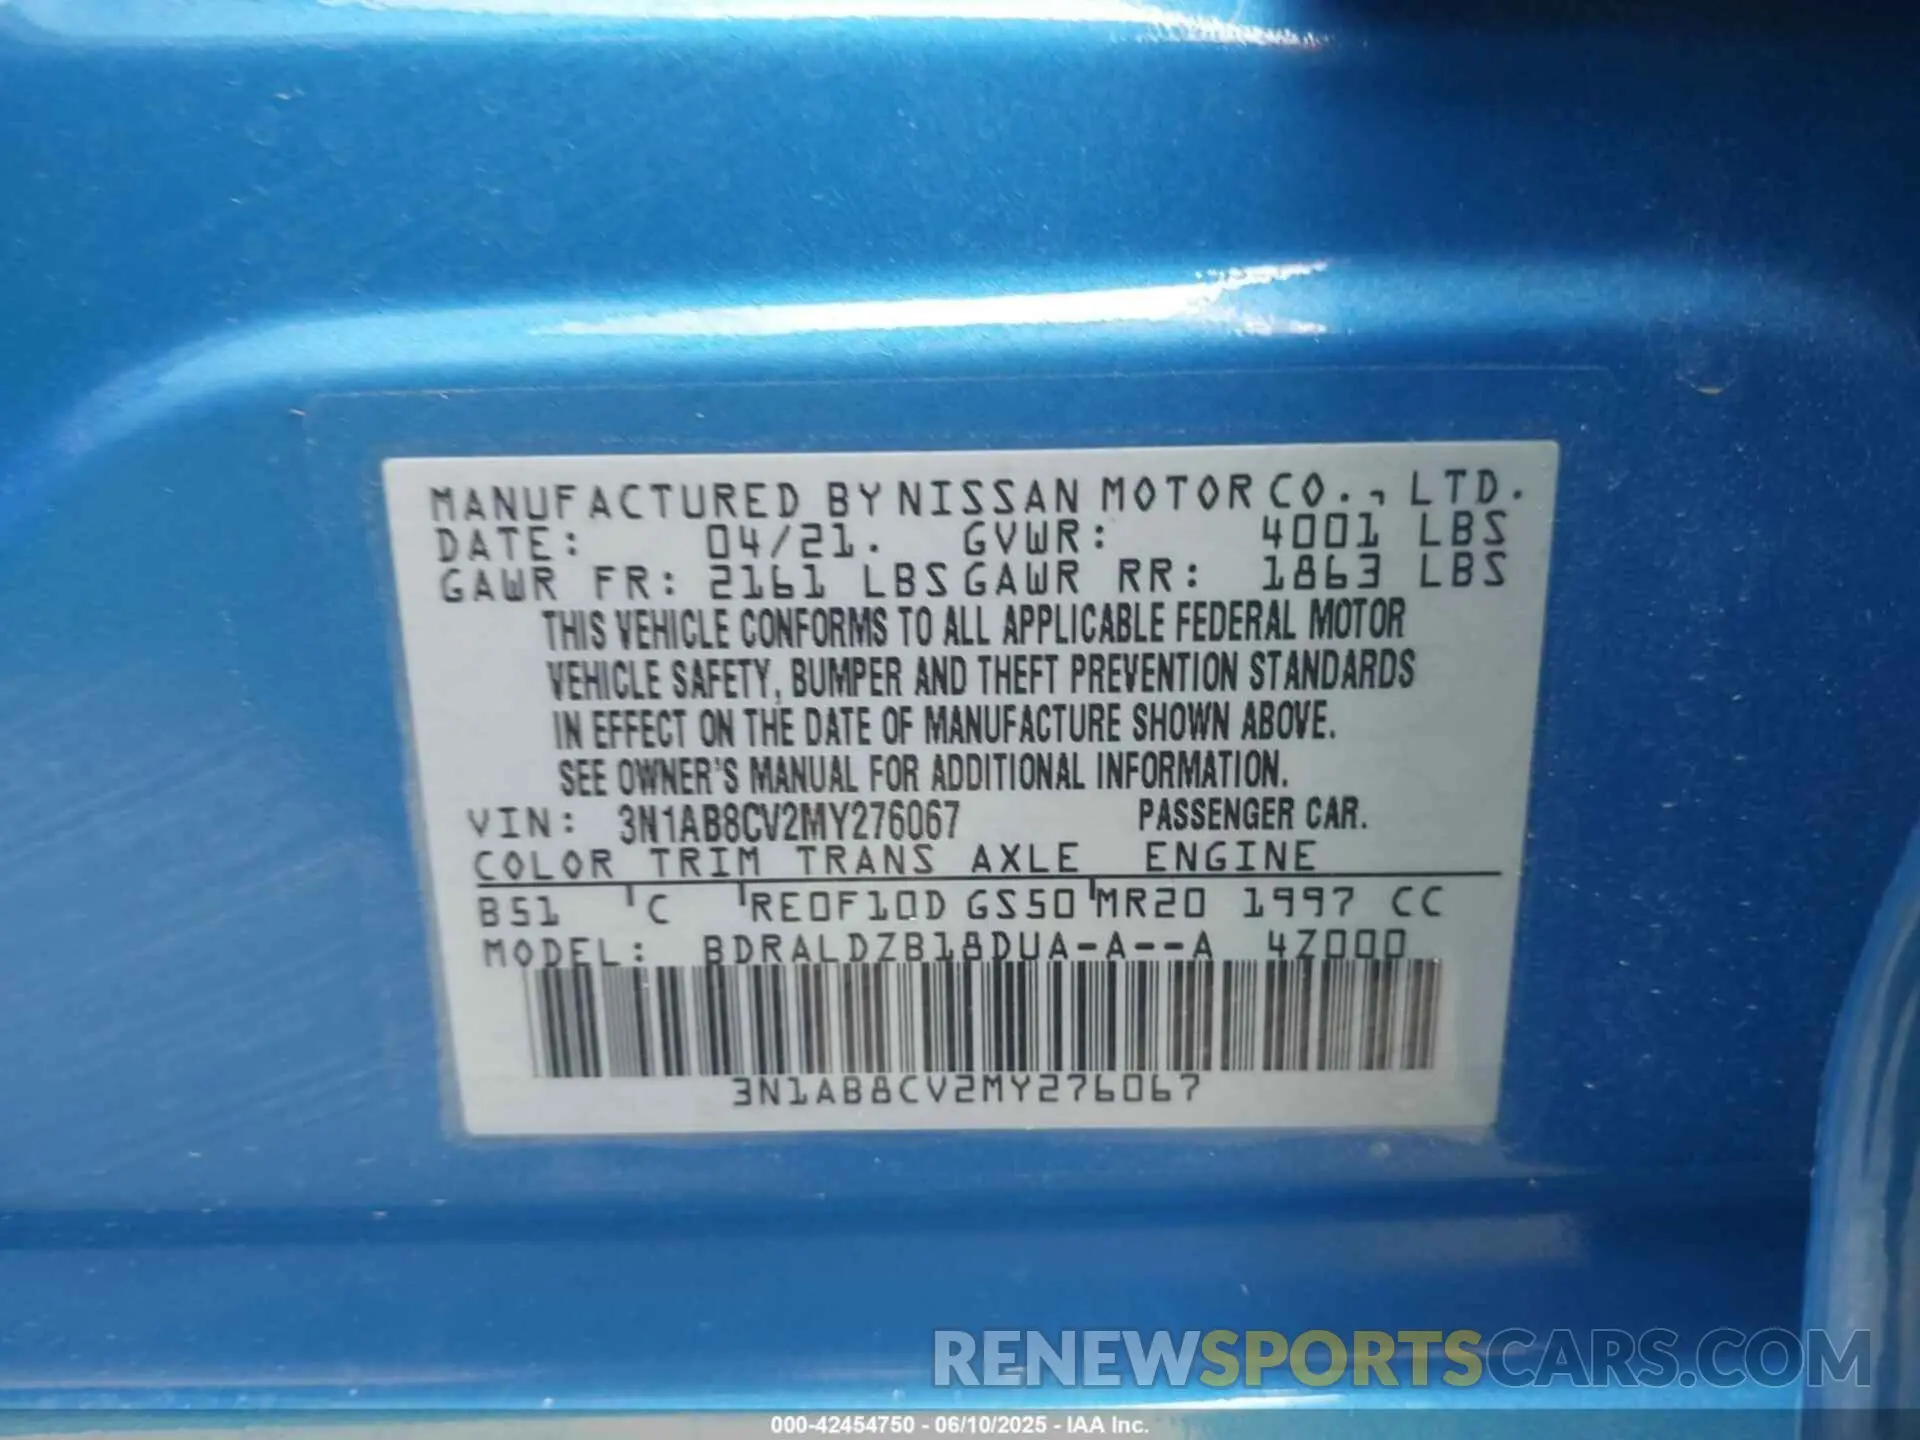 MANUFACTURED BY NISSAN MOTOR CO., LTD.
DATE: 04/21. GVWR: 4001 LBS
GAWR FR: 2161 LBS GAWR RR: 1863 LBS
THIS VEHICLE CONFORMS TO ALL APPLICABLE FEDERAL MOTOR
VEHICLE SAFETY, BUMPER AND THEFT PREVENTION STANDARDS
IN EFFECT ON THE DATE OF MANUFACTURE SHOWN ABOVE.
SEE OWNER'S MANUAL FOR ADDITIONAL INFORMATION.
VIN: 3N1AB8CV2MY276067 PASSENGER CAR.
COLOR TRIM TRANS AXLE ENGINE
B51 C RE0F10D GS50 MR20 1997 CC
MODEL: BDRALDZB18DUA-A--A 4Z000
3N1AB8CV2MY276067
RENEWSPORTSCARS.COM
000-42454750 - 06/10/2025 - IAA Inc.